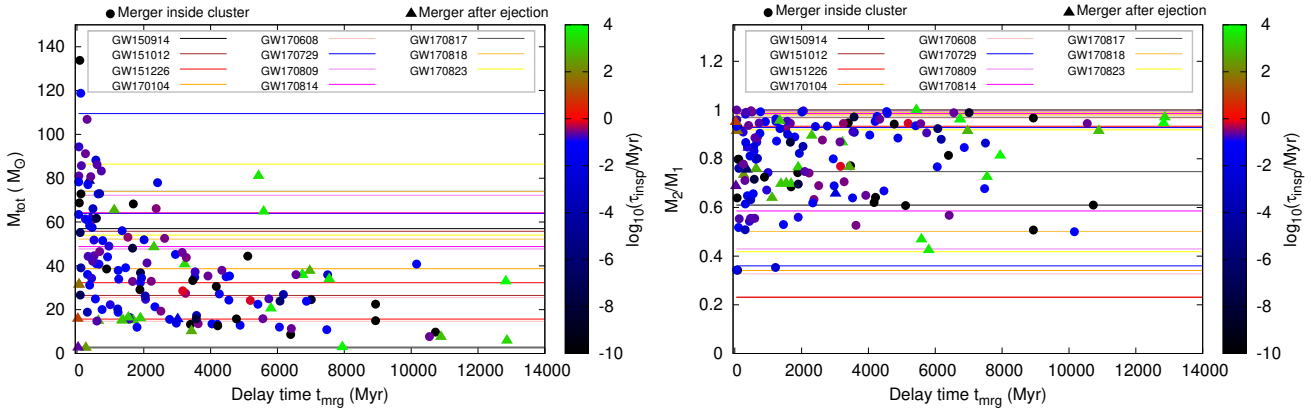 ● Merger inside cluster ▲ Merger after ejection
GW150914 GW170608 GW170817
GW151012 GW170729 GW170818
GW151226 GW170809 GW170823
GW170104 GW170814
M_tot (M_⊙)
140
120
100
80
60
40
20
0
0 2000 4000 6000 8000 10000 12000 14000
Delay time t_mrg (Myr)
4
2
0
-2
-4
-6
-8
-10
log_10(τ_insp/Myr)
● Merger inside cluster ▲ Merger after ejection
GW150914 GW170608 GW170817
GW151012 GW170729 GW170818
GW151226 GW170809 GW170823
GW170104 GW170814
M_2/M_1
1.2
1
0.8
0.6
0.4
0.2
0
0 2000 4000 6000 8000 10000 12000 14000
Delay time t_mrg (Myr)
4
2
0
-2
-4
-6
-8
-10
log_10(τ_insp/Myr)